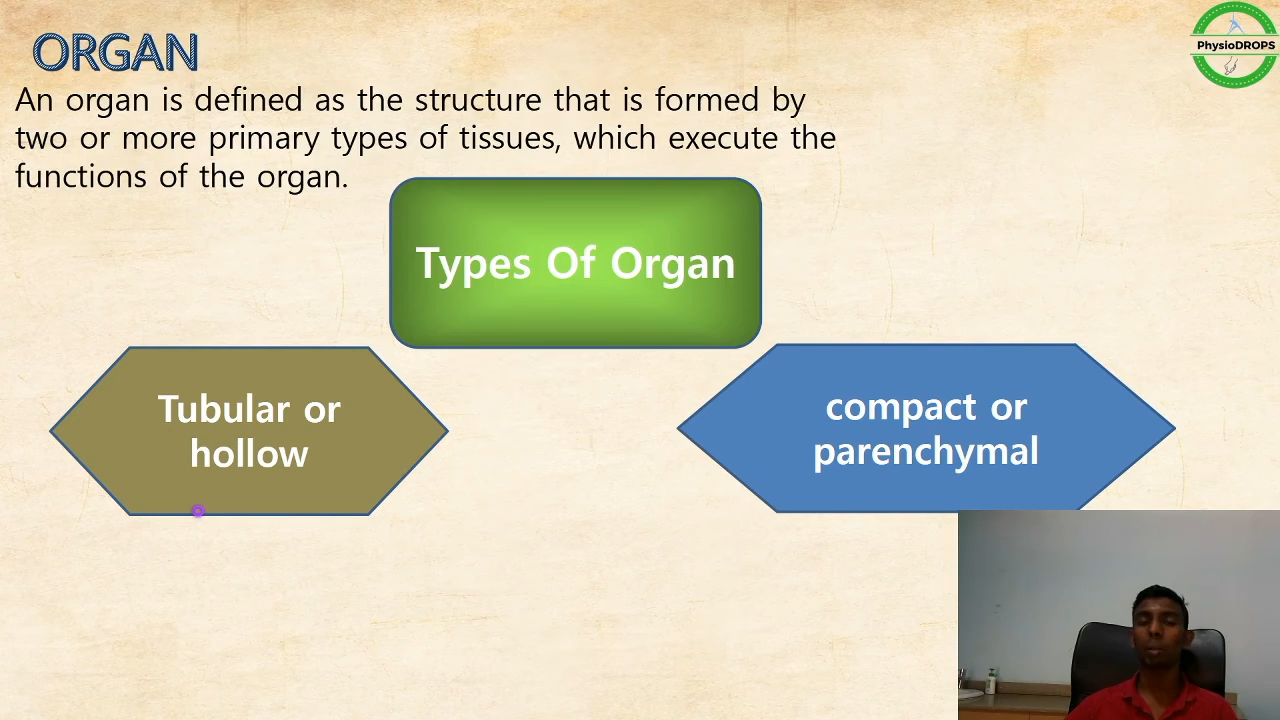 ORGAN
PhysioDROPS
An organ is defined as the structure that is formed by
two or more primary types of tissues, which execute the
functions of the organ.
Types Of Organ
Tubular or
hollow
compact or
parenchymal